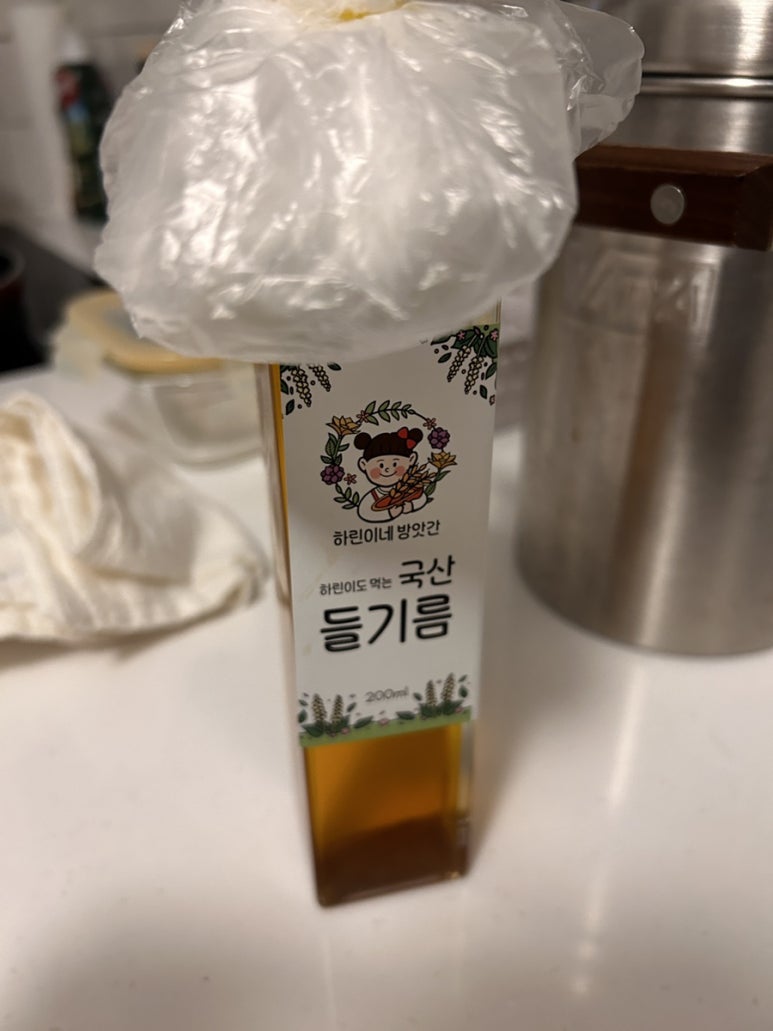 하린이네 방앗간
하린이도 먹는 국산
들기름
200ml